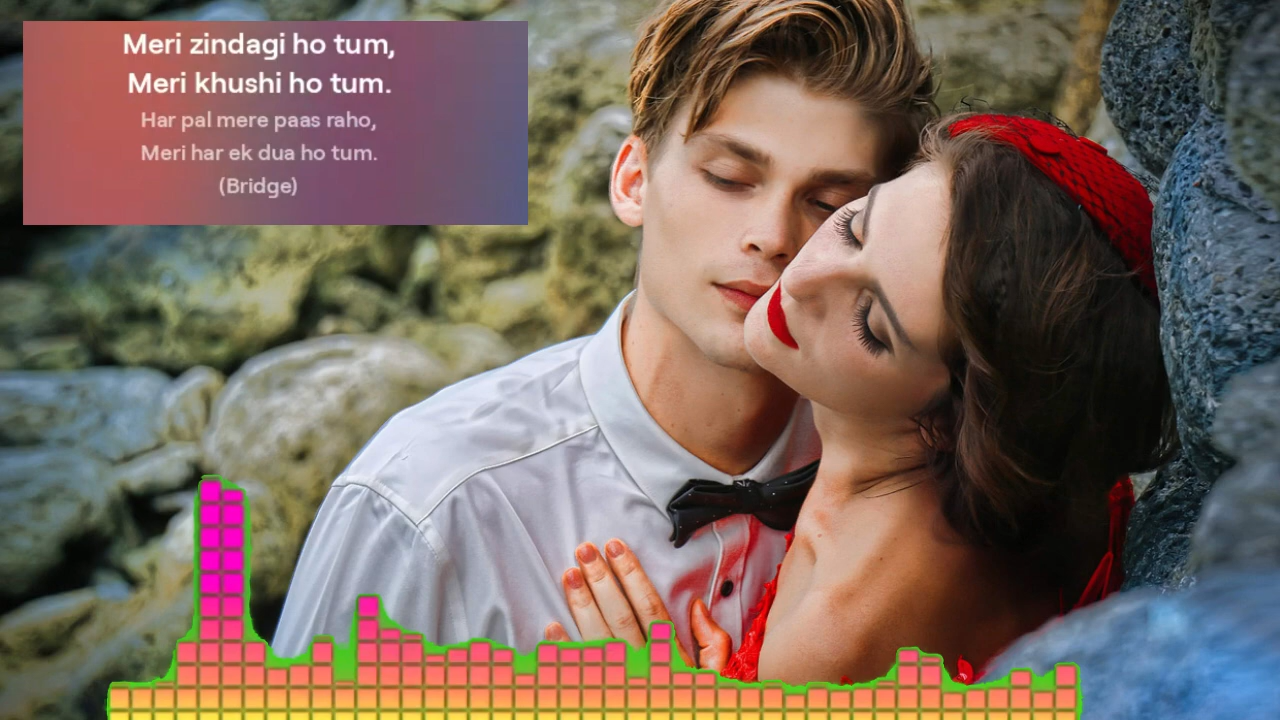 Meri zindagi ho tum,
Meri khushi ho tum.
Har pal mere paas raho,
Meri har ek dua ho tum.
(Bridge)